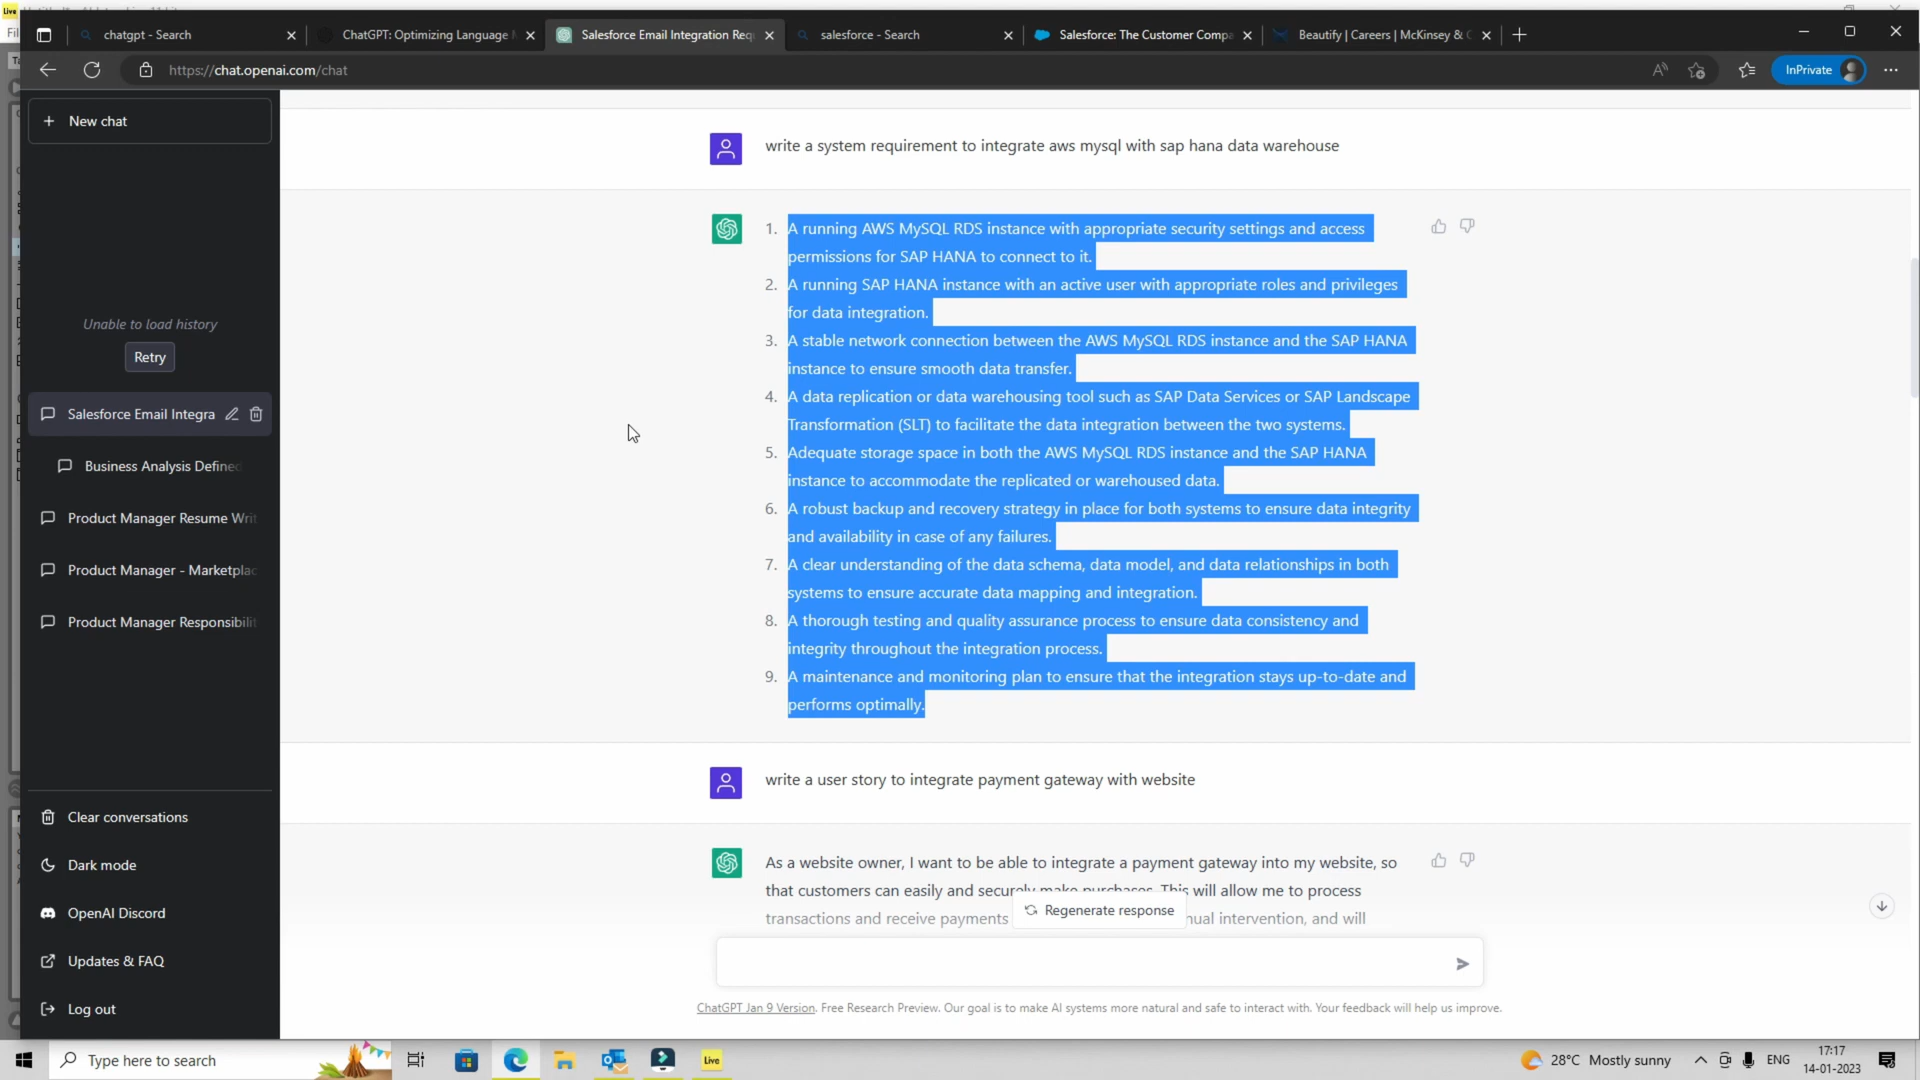 Live
chatgpt - Search
ChatGPT: Optimizing Language
Salesforce Email Integration Req
salesforce - Search
Salesforce: The Customer Compa
Beautify | Careers | McKinsey &
https://chat.openai.com/chat
InPrivate
New chat
Unable to load history
Retry
Salesforce Email Integra
Business Analysis Defined
Product Manager Resume Writ
Product Manager - Marketplac
Product Manager Responsibilit
Clear conversations
Dark mode
OpenAI Discord
Updates & FAQ
Log out
write a system requirement to integrate aws mysql with sap hana data warehouse
1. A running AWS MySQL RDS instance with appropriate security settings and access
permissions for SAP HANA to connect to it.
2. A running SAP HANA instance with an active user with appropriate roles and privileges
for data integration.
3. A stable network connection between the AWS MySQL RDS instance and the SAP HANA
instance to ensure smooth data transfer.
4. A data replication or data warehousing tool such as SAP Data Services or SAP Landscape
Transformation (SLT) to facilitate the data integration between the two systems.
5. Adequate storage space in both the AWS MySQL RDS instance and the SAP HANA
instance to accommodate the replicated or warehoused data.
6. A robust backup and recovery strategy in place for both systems to ensure data integrity
and availability in case of any failures.
7. A clear understanding of the data schema, data model, and data relationships in both
systems to ensure accurate data mapping and integration.
8. A thorough testing and quality assurance process to ensure data consistency and
integrity throughout the integration process.
9. A maintenance and monitoring plan to ensure that the integration stays up-to-date and
performs optimally.
write a user story to integrate payment gateway with website
As a website owner, I want to be able to integrate a payment gateway into my website, so
that customers can easily and securely make purchases. This will allow me to process
transactions and receive payments nual intervention, and will
Regenerate response
ChatGPT Jan 9 Version. Free Research Preview. Our goal is to make AI systems more natural and safe to interact with. Your feedback will help us improve.
Type here to search
Live
28°C Mostly sunny
ENG
17:17
14-01-2023